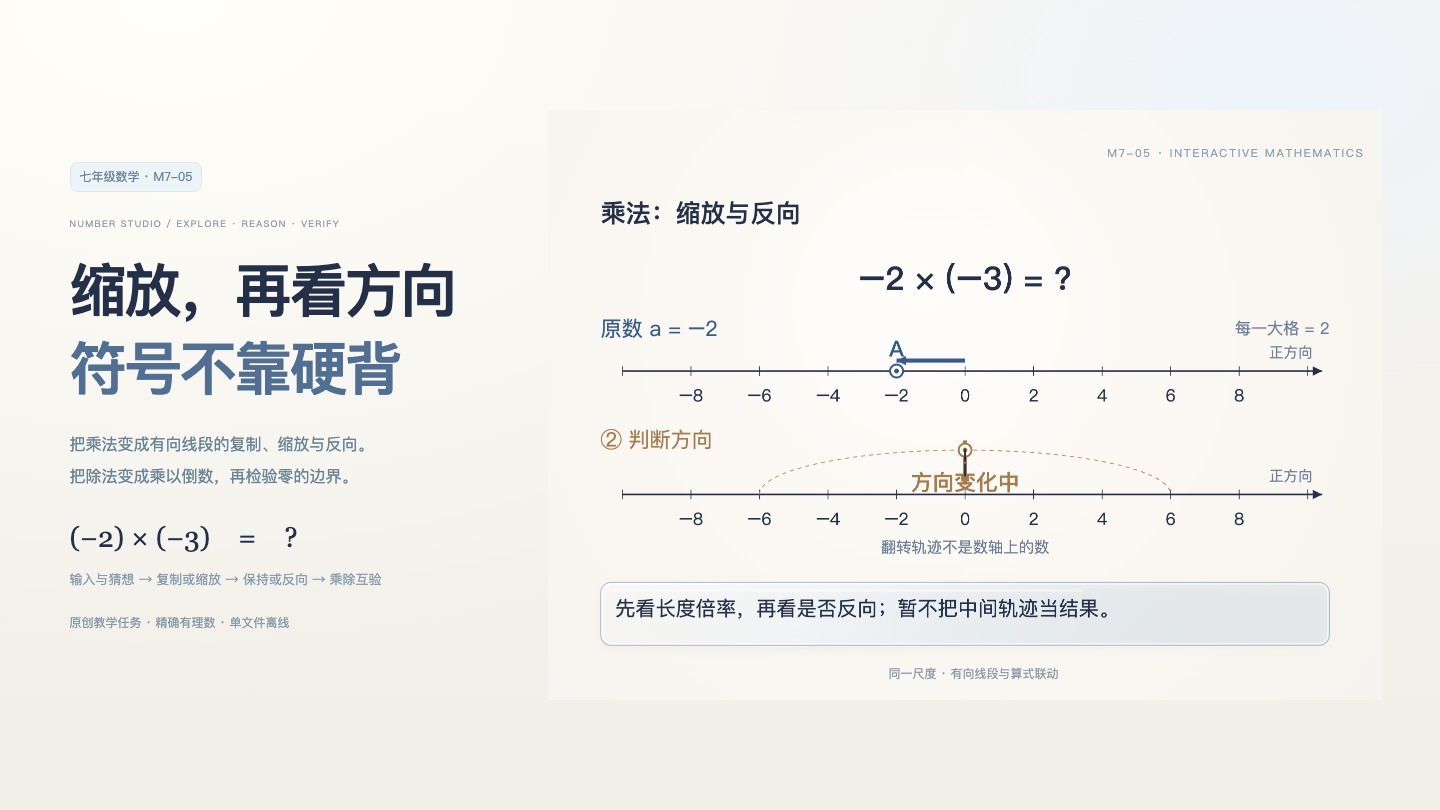 七年级数学 · M7–05
NUMBER STUDIO / EXPLORE · REASON · VERIFY
缩放，再看方向
符号不靠硬背
把乘法变成有向线段的复制、缩放与反向。
把除法变成乘以倒数，再检验零的边界。
(−2) × (−3) = ?
输入与猜想 → 复制或缩放 → 保持或反向 → 乘除互验
原创教学任务 · 精确有理数 · 单文件离线
M7–05 · INTERACTIVE MATHEMATICS
乘法：缩放与反向
−2 × (−3) = ?
原数 a = −2
每一大格 = 2
正方向
A
−8 −6 −4 −2 0 2 4 6 8
② 判断方向
正方向
方向变化中
−8 −6 −4 −2 0 2 4 6 8
翻转轨迹不是数轴上的数
先看长度倍率，再看是否反向；暂不把中间轨迹当结果。
同一尺度 · 有向线段与算式联动